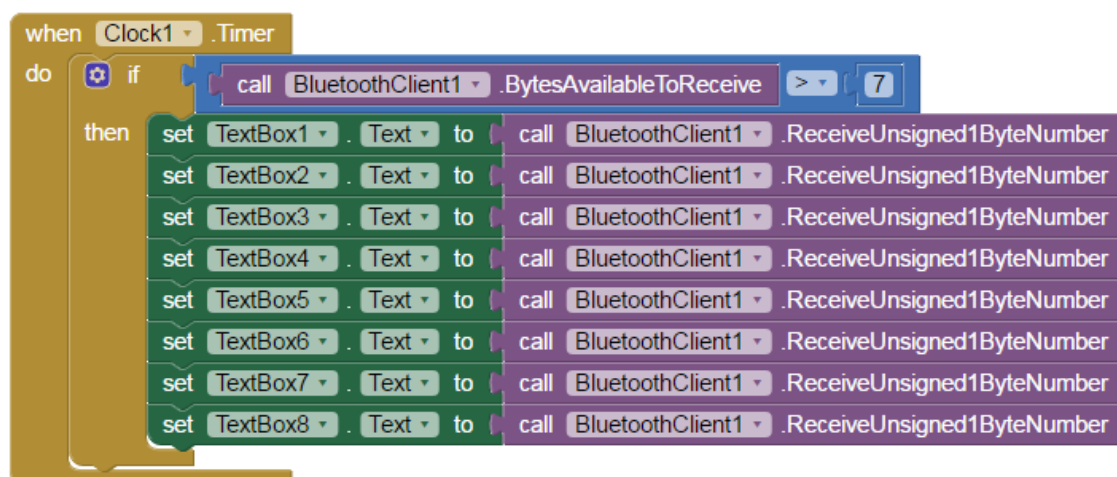 when Clock1 .Timer
do if call BluetoothClient1 .BytesAvailableToReceive > 7
then set TextBox1 . Text to call BluetoothClient1 .ReceiveUnsigned1ByteNumber
set TextBox2 . Text to call BluetoothClient1 .ReceiveUnsigned1ByteNumber
set TextBox3 . Text to call BluetoothClient1 .ReceiveUnsigned1ByteNumber
set TextBox4 . Text to call BluetoothClient1 .ReceiveUnsigned1ByteNumber
set TextBox5 . Text to call BluetoothClient1 .ReceiveUnsigned1ByteNumber
set TextBox6 . Text to call BluetoothClient1 .ReceiveUnsigned1ByteNumber
set TextBox7 . Text to call BluetoothClient1 .ReceiveUnsigned1ByteNumber
set TextBox8 . Text to call BluetoothClient1 .ReceiveUnsigned1ByteNumber